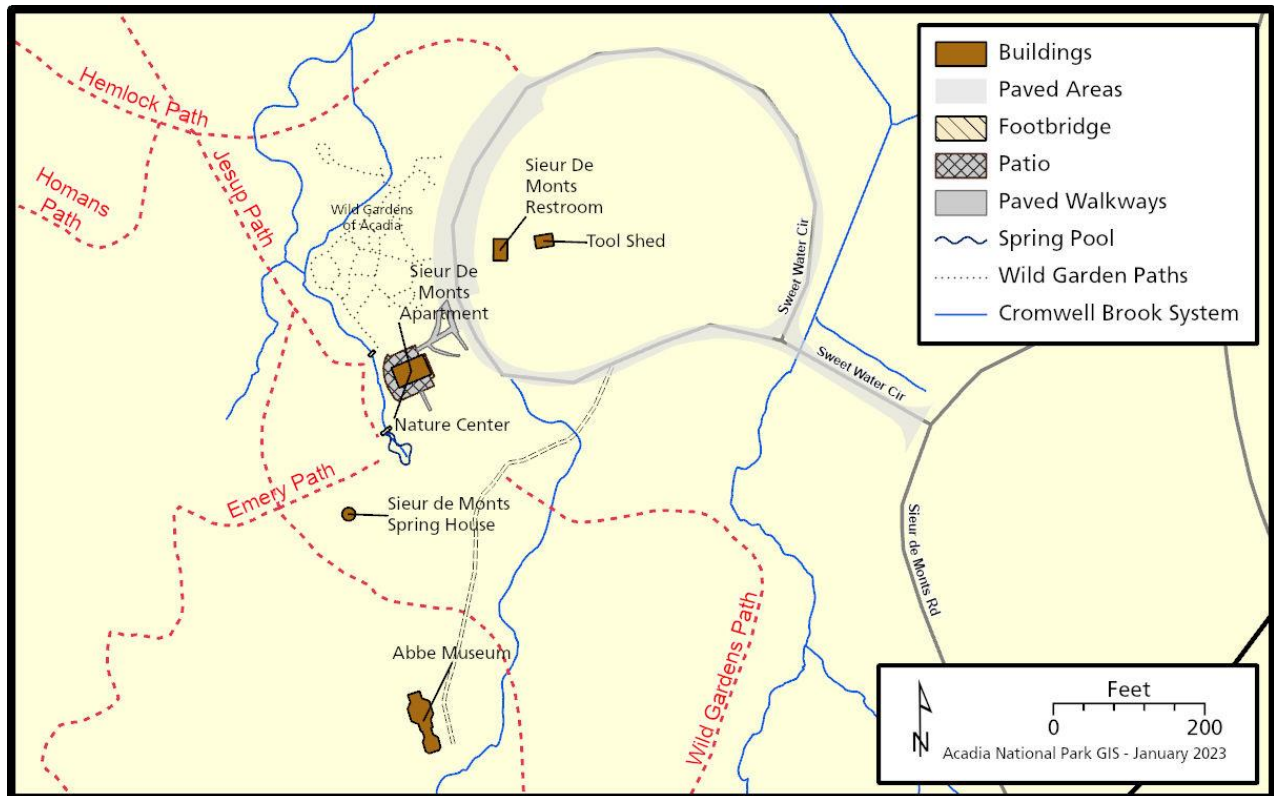 Hemlock Path
Homans
Path
Jesup Path
Wild Gardens
of Acadia
Sieur De
Monts
Restroom
Tool Shed
Sieur De
Monts
Apartment
Nature Center
Sweet Water Cir
Sweet Water Cir
Emery Path
Sieur de Monts
Spring House
Abbe Museum
Wild Gardens Path
Sieur de Monts Rd
Buildings
Paved Areas
Footbridge
Patio
Paved Walkways
Spring Pool
Wild Garden Paths
Cromwell Brook System
N
Feet
0 200
Acadia National Park GIS - January 2023